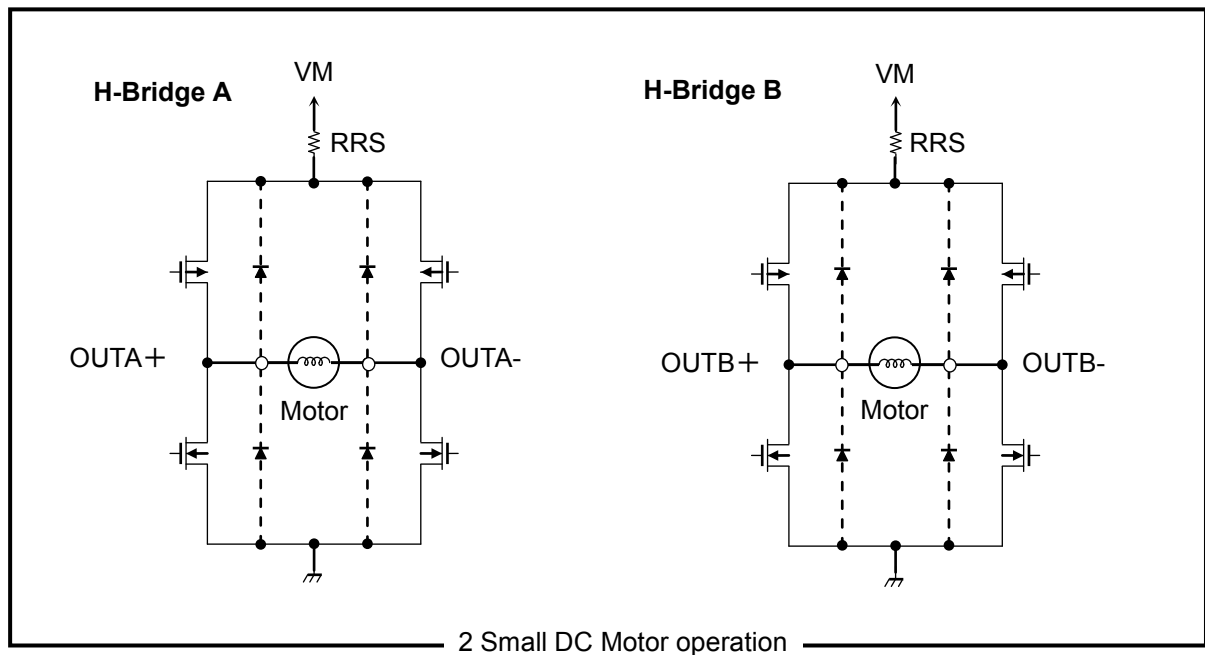 H-Bridge A
VM
RRS
OUTA+
OUTA-
Motor
H-Bridge B
VM
RRS
OUTB+
OUTB-
Motor
2 Small DC Motor operation